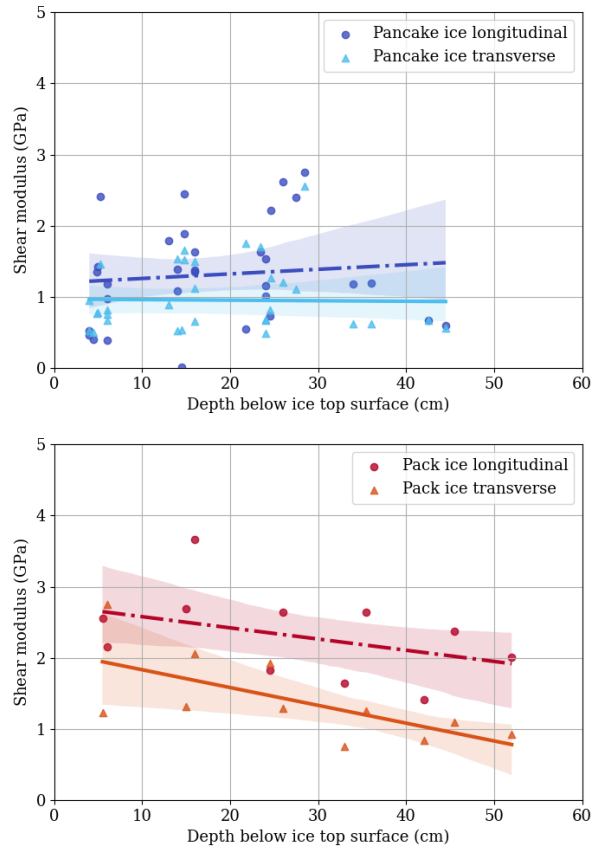 5
4
3
2
1
0
Shear modulus (GPa)
Pancake ice longitudinal
Pancake ice transverse
0 10 20 30 40 50 60
Depth below ice top surface (cm)
5
4
3
2
1
0
Shear modulus (GPa)
Pack ice longitudinal
Pack ice transverse
0 10 20 30 40 50 60
Depth below ice top surface (cm)